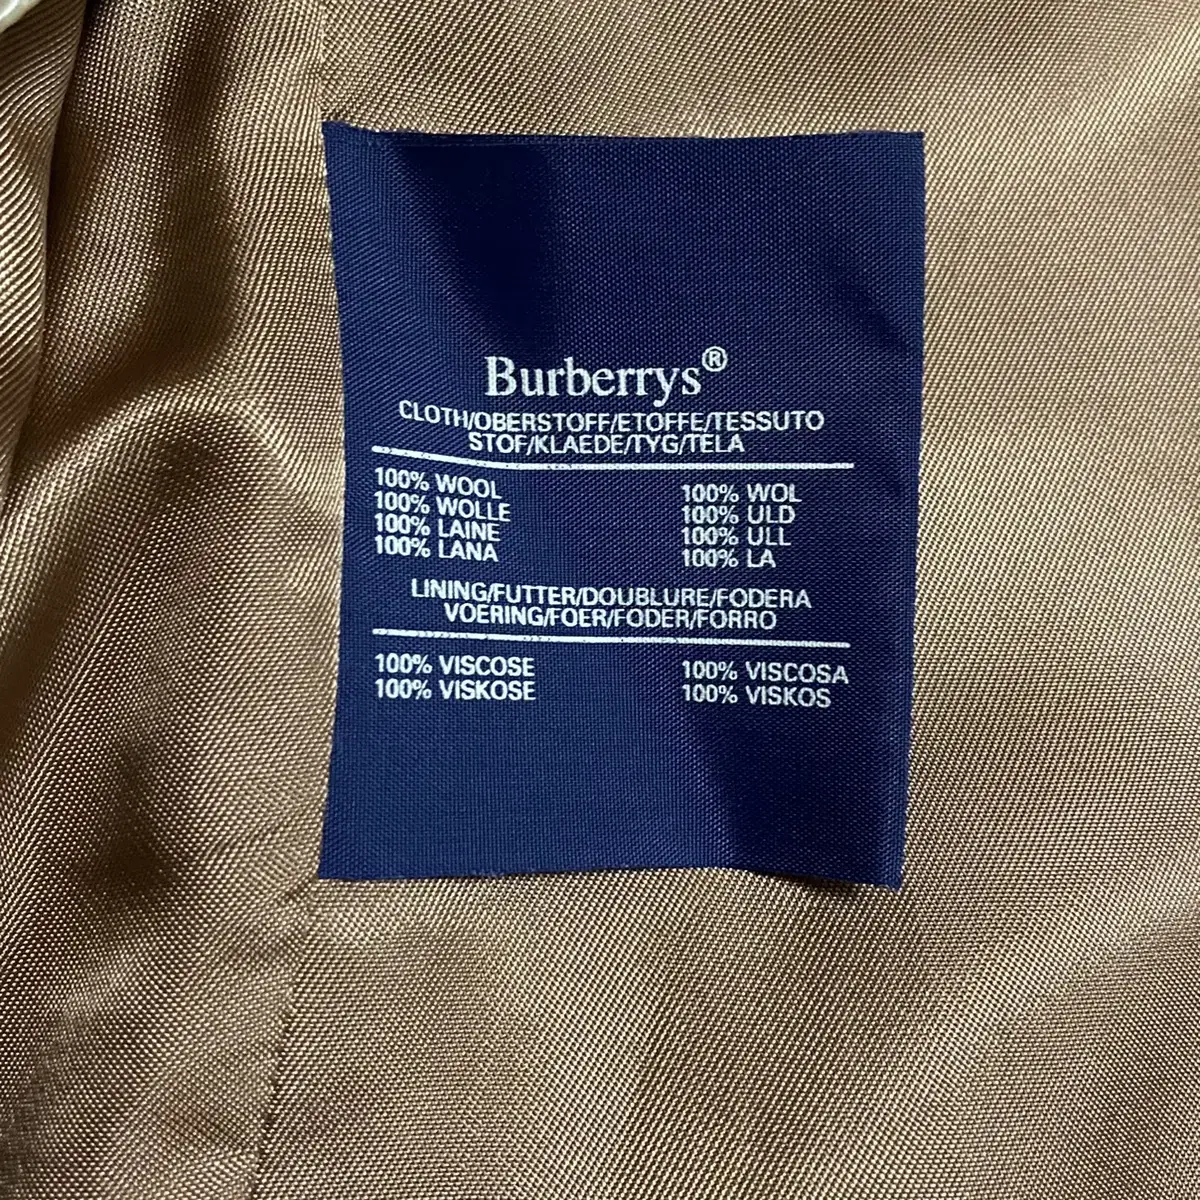 Burberrys®
CLOTH/OBERSTOFF/ETOFFE/TESSUTO
STOF/KLAEDE/TYG/TELA
100% WOOL
100% WOLLE
100% LAINE
100% LANA
100% WOL
100% ULD
100% ULL
100% LA
LINING/FUTTER/DOUBLURE/FODERA
VOERING/FOER/FODER/FORRO
100% VISCOSE
100% VISKOSE
100% VISCOSA
100% VISKOS